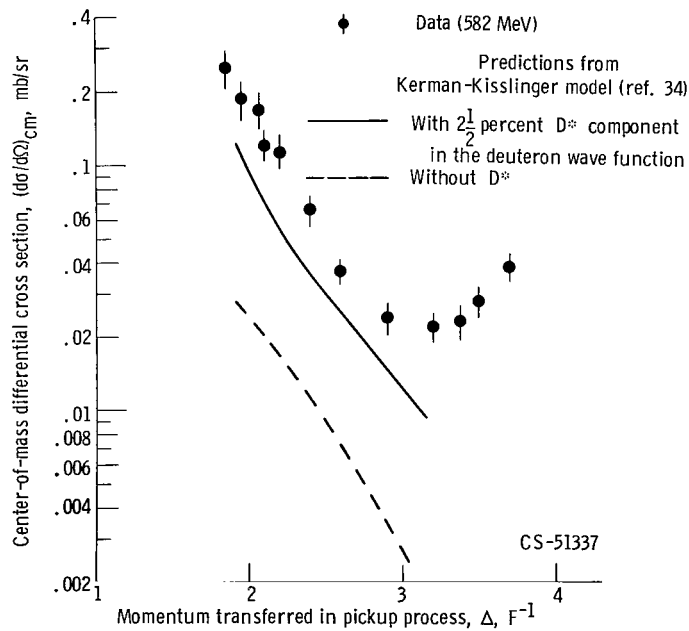 .4
.2
.1
.06
.04
.02
.01
.008
.006
.004
.002
1
2
3
4
Center-of-mass differential cross section, (dσ/dΩ)cm, mb/sr
Momentum transferred in pickup process, Δ, F⁻¹
Data (582 MeV)
Predictions from
Kerman-Kisslinger model (ref. 34)
With 2 1/2 percent D* component
in the deuteron wave function
Without D*
CS-51337